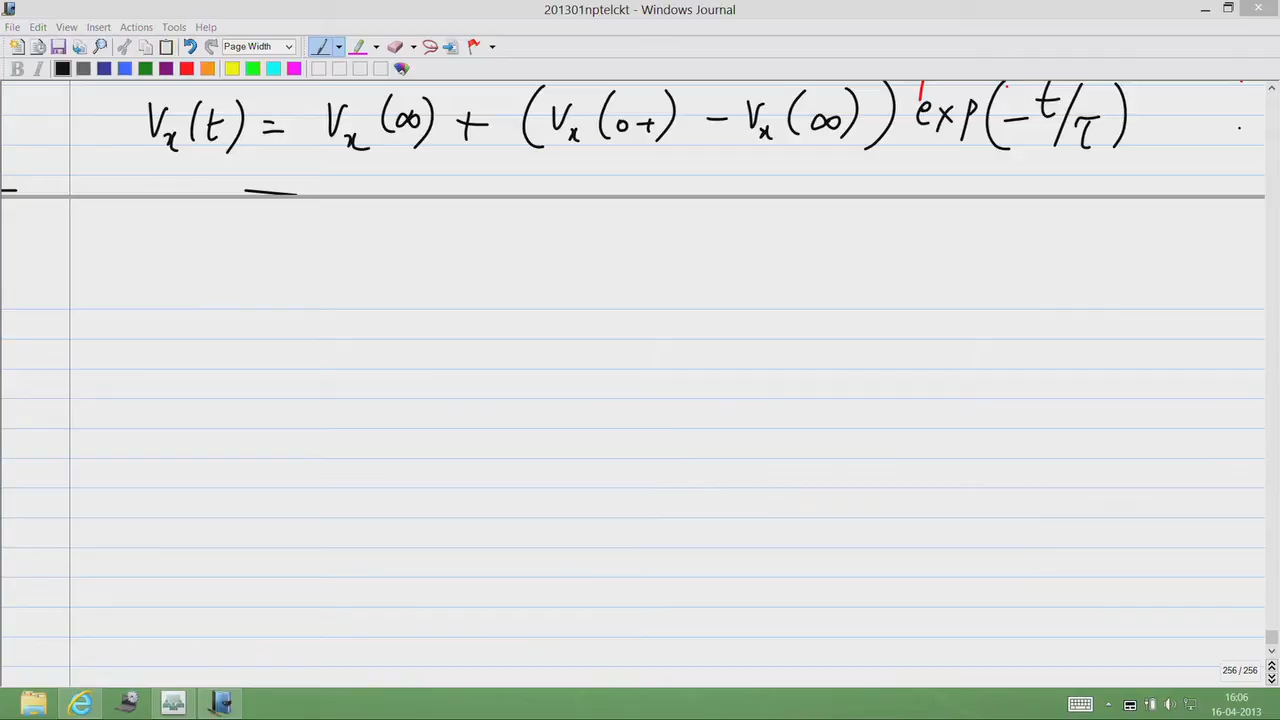 201301nptelckt - Windows Journal
File Edit View Insert Actions Tools Help
Page Width
B I
Vx(t) = Vx(∞) + (Vx(0+) - Vx(∞)) exp(-t/τ)
256 / 256
16:06
16-04-2013